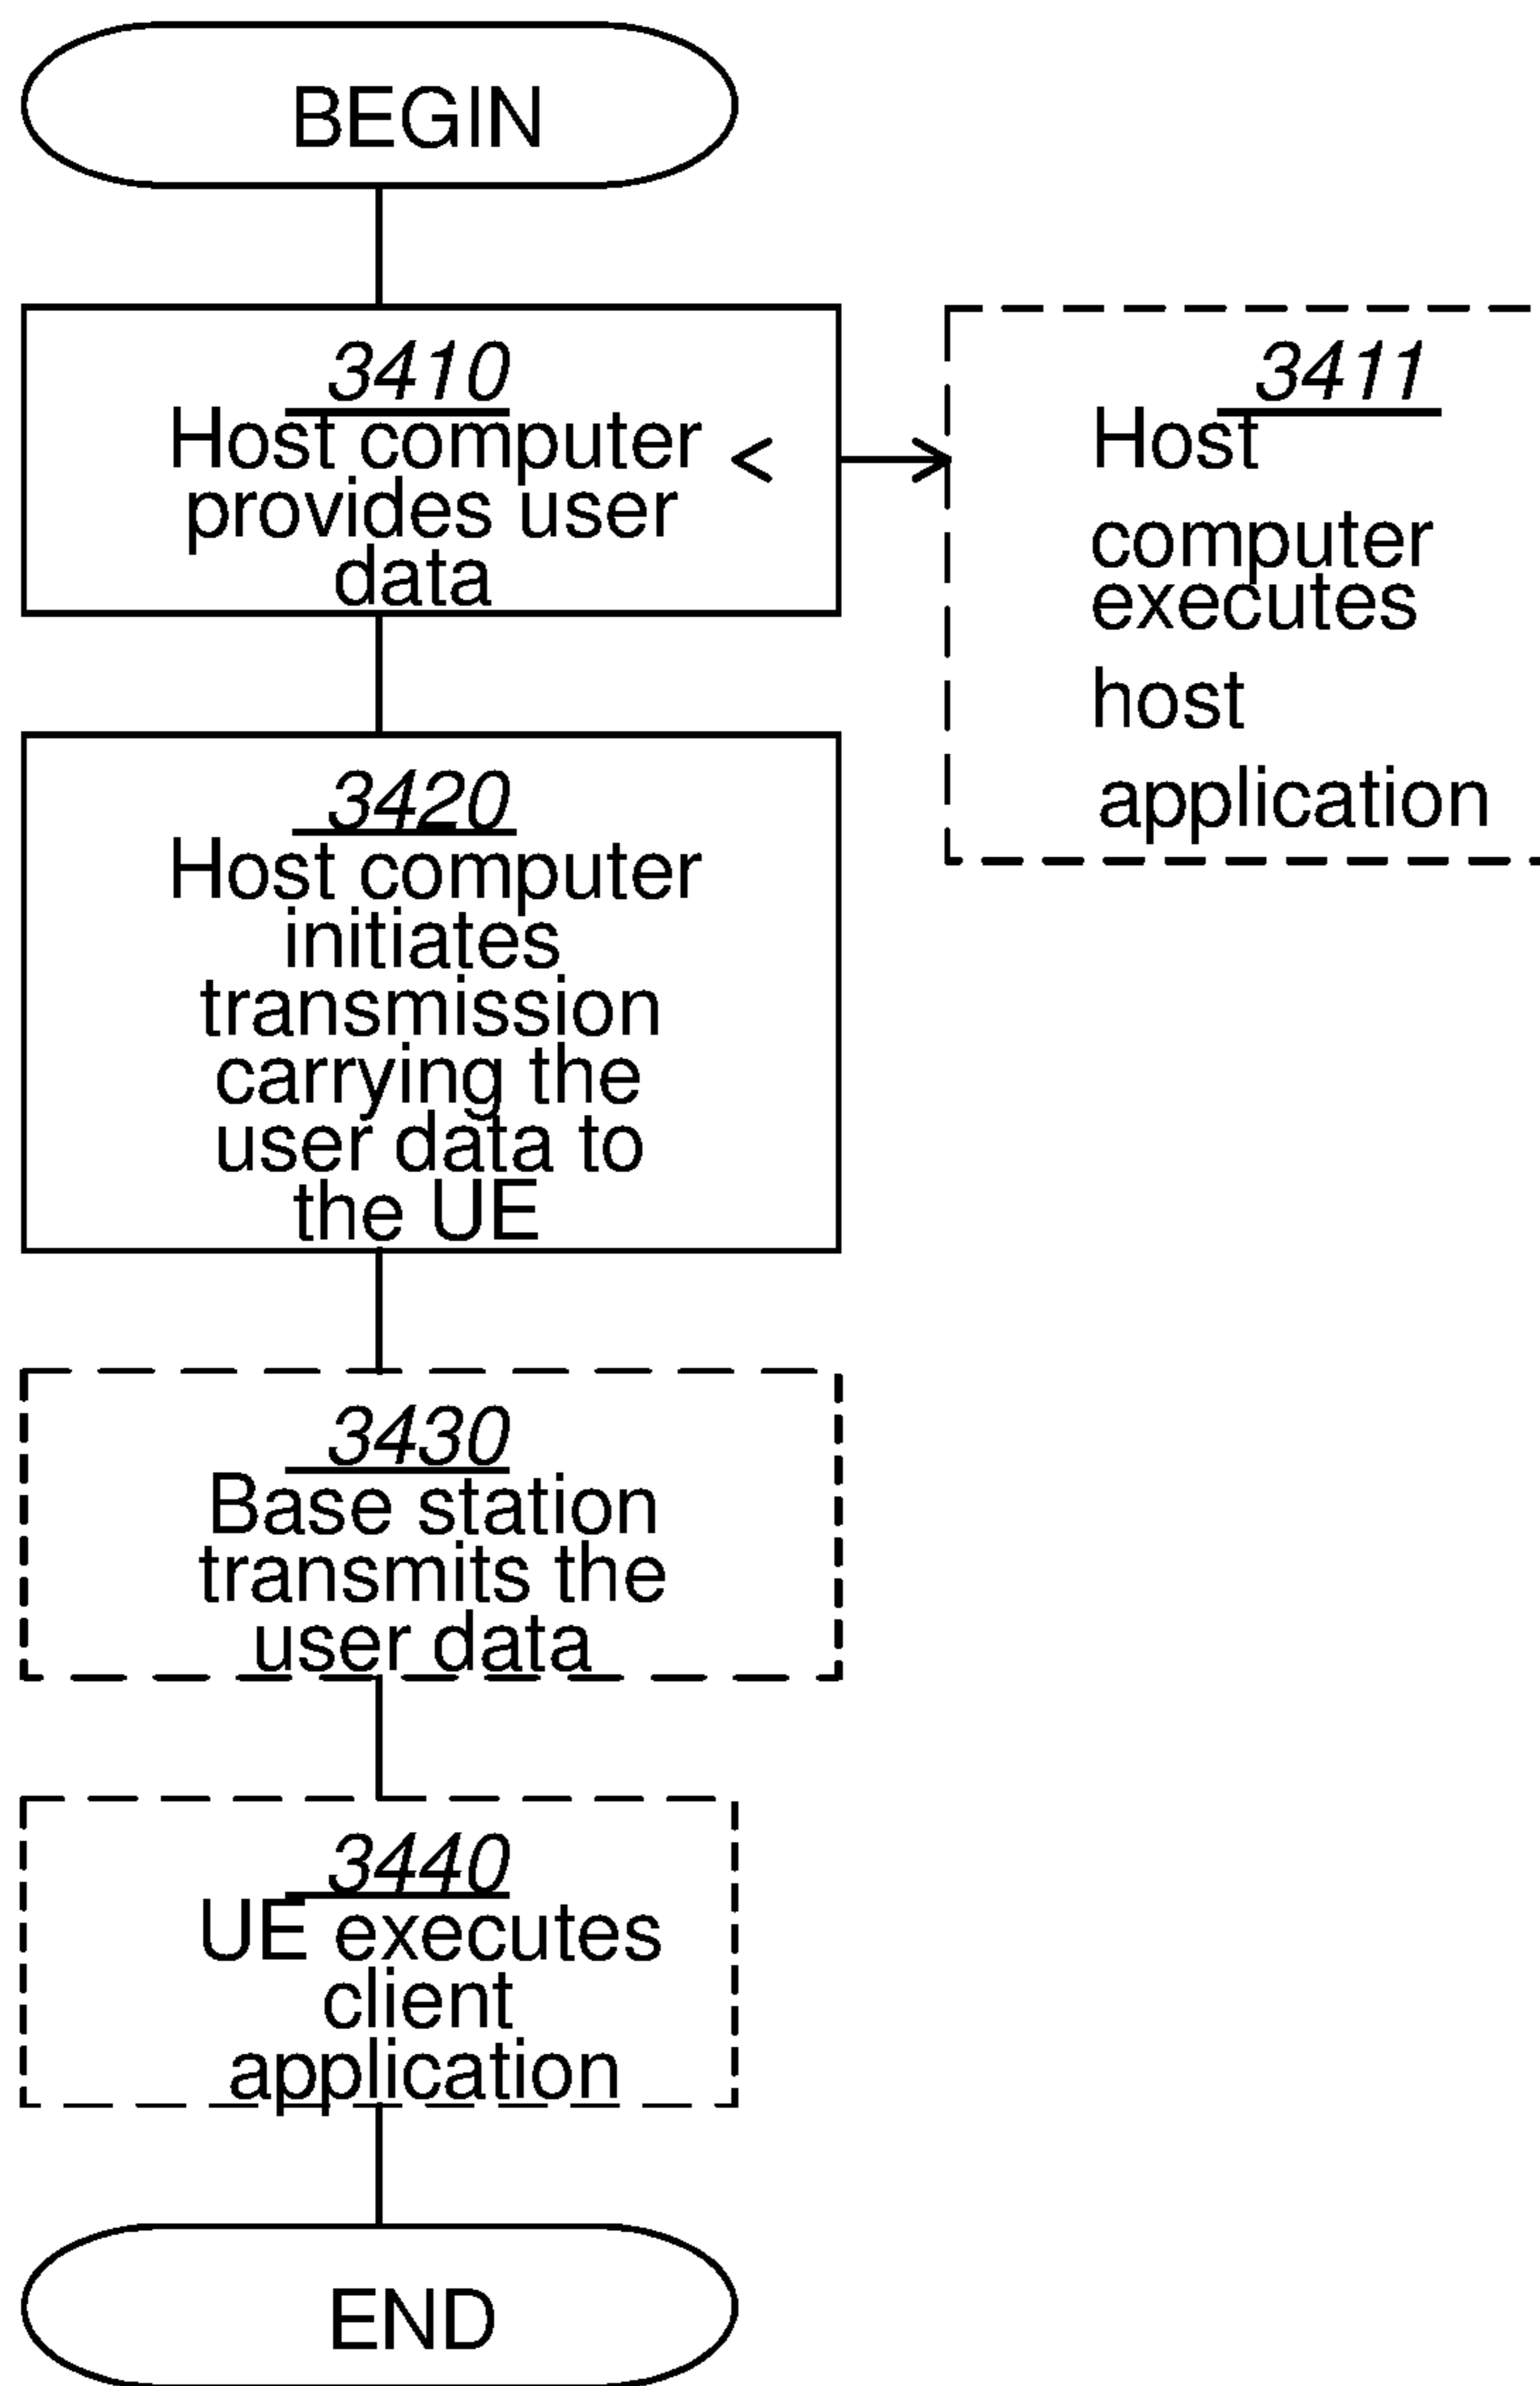 BEGIN
3410
Host computer
provides user
data
<
3411
Host
computer
executes
host
application
3420
Host computer
initiates
transmission
carrying the
user data to
the UE
3430
Base station
transmits the
user data
3440
UE executes
client
application
END